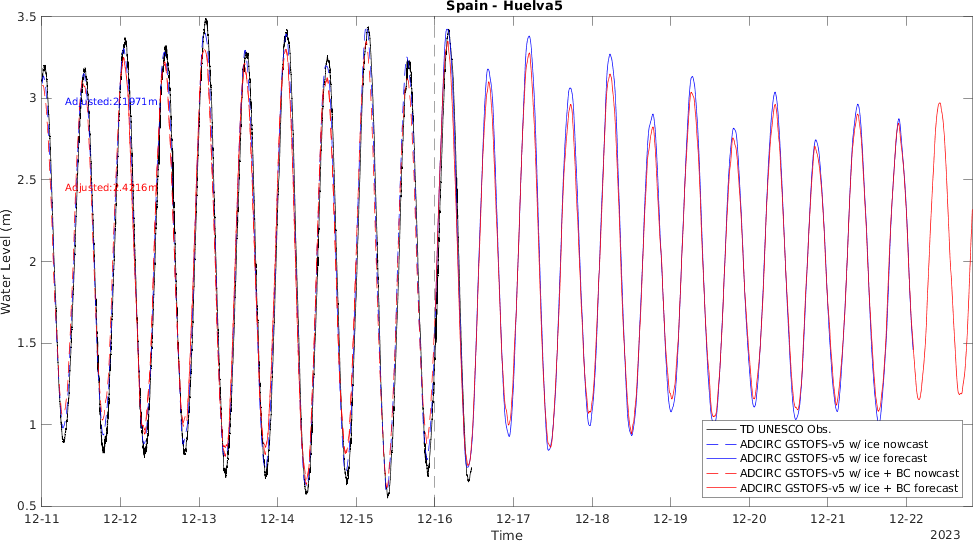 Spain - Huelva5
3.5
3
2.5
2
1.5
1
0.5
Water Level (m)
Adjusted:2.1971m
Adjusted:2.4216m
TD UNESCO Obs.
ADCIRC GSTOFS-v5 w/ ice nowcast
ADCIRC GSTOFS-v5 w/ ice forecast
ADCIRC GSTOFS-v5 w/ ice + BC nowcast
ADCIRC GSTOFS-v5 w/ ice + BC forecast
12-11 12-12 12-13 12-14 12-15 12-16 12-17 12-18 12-19 12-20 12-21 12-22
Time
2023